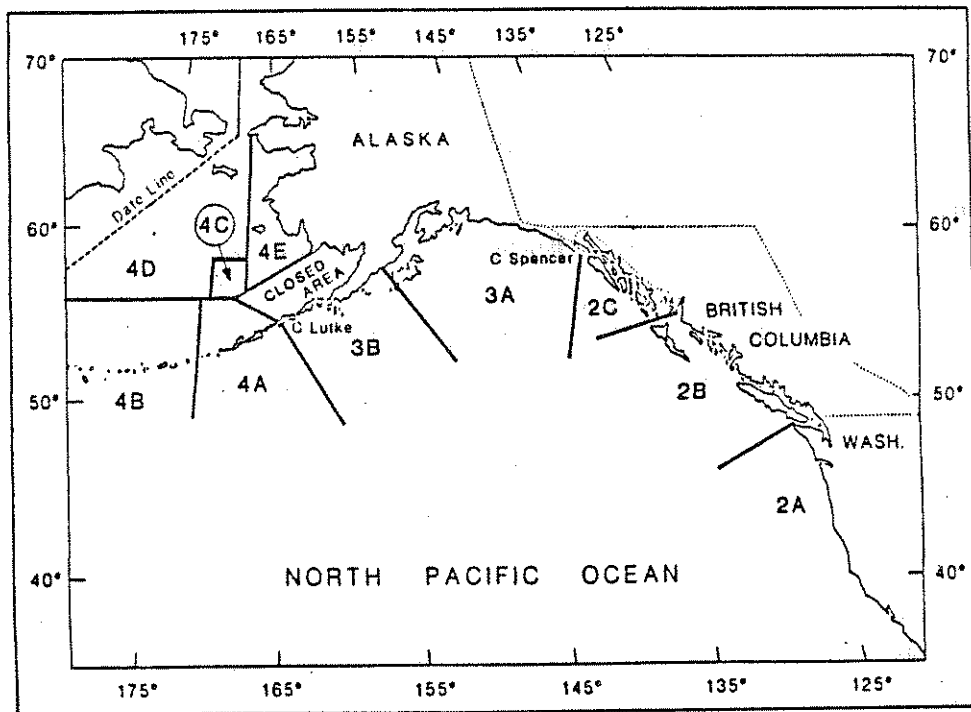 175° 165° 155° 145° 135° 125°
70° 70°
ALASKA
Date Line
4C
60° 4E 60°
4D CLOSED AREA C Spencer 3A 2C
BRITISH
C Lutke 3B COLUMBIA
4B 4A 2B
50° 50°
WASH.
2A
40° NORTH PACIFIC OCEAN 40°
175° 165° 155° 145° 135° 125°